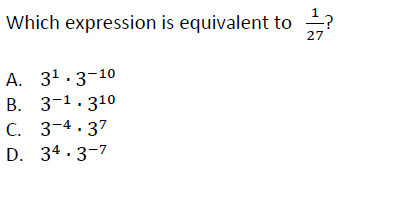 Which expression is equivalent to 1/27?
A. 3¹ · 3⁻¹⁰
B. 3⁻¹ · 3¹⁰
C. 3⁻⁴ · 3⁷
D. 3⁴ · 3⁻⁷